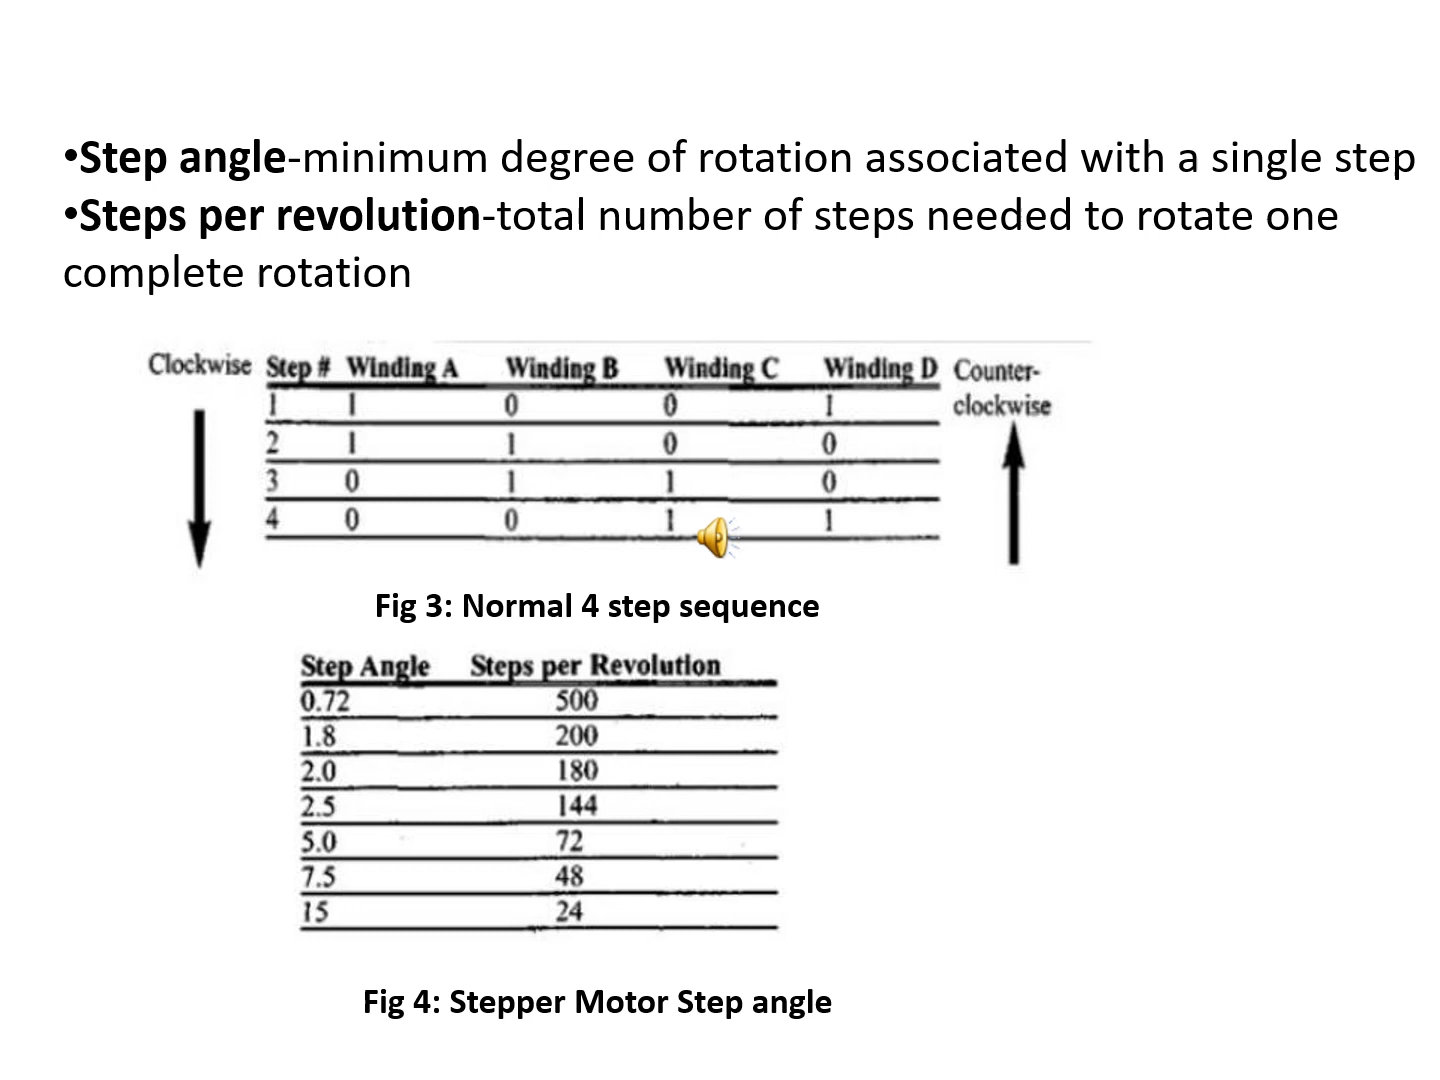 •Step angle-minimum degree of rotation associated with a single step
•Steps per revolution-total number of steps needed to rotate one
complete rotation
Clockwise Step # Winding A Winding B Winding C Winding D Counter-
clockwise
1 1 0 0 1
2 1 1 0 0
3 0 1 1 0
4 0 0 1 1
Fig 3: Normal 4 step sequence
Step Angle Steps per Revolution
0.72 500
1.8 200
2.0 180
2.5 144
5.0 72
7.5 48
15 24
Fig 4: Stepper Motor Step angle